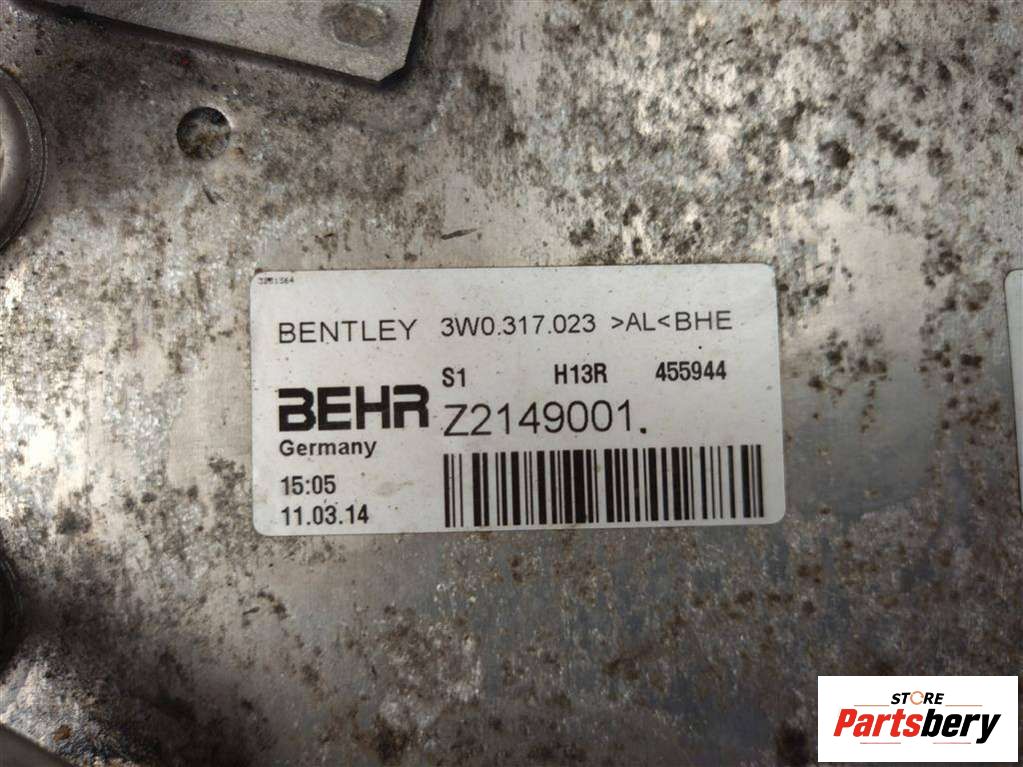 BENTLEY 3W0.317.023 >AL<BHE
S1 H13R 455944
BEHR Z2149001.
Germany
15:05
11.03.14
STORE
Partsbery